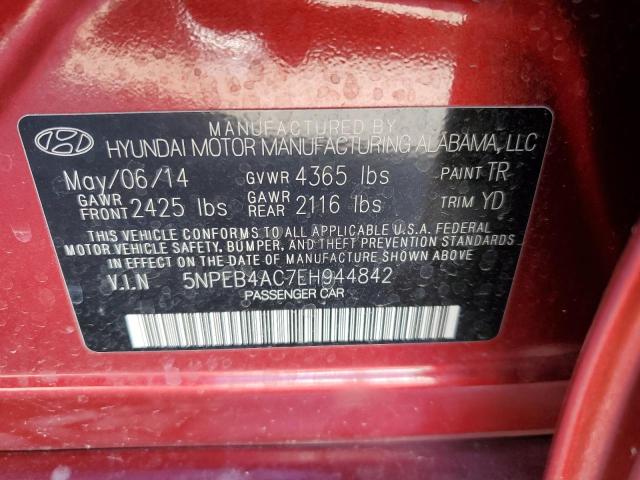 MANUFACTURED BY
HYUNDAI MOTOR MANUFACTURING ALABAMA, LLC
May/06/14 GVWR 4365 lbs PAINT TR
GAWR FRONT 2425 lbs GAWR REAR 2116 lbs TRIM YD
THIS VEHICLE CONFORMS TO ALL APPLICABLE U.S.A. FEDERAL
MOTOR VEHICLE SAFETY, BUMPER, AND THEFT PREVENTION STANDARDS
IN EFFECT ON THE DATE OF MANUFACTURE SHOWN ABOVE.
V.I.N 5NPEB4AC7EH944842
PASSENGER CAR